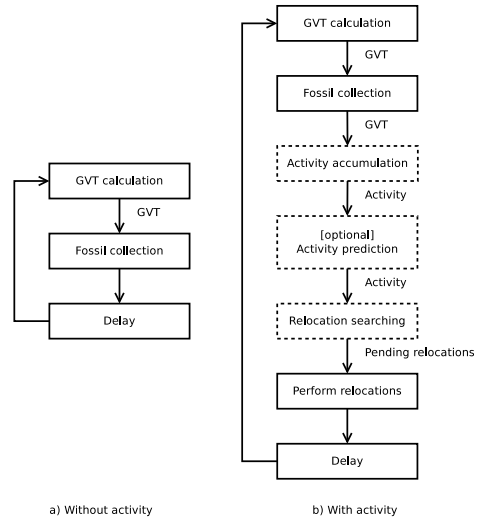 GVT calculation
GVT
Fossil collection
Delay
a) Without activity
GVT calculation
GVT
Fossil collection
GVT
Activity accumulation
Activity
[optional]
Activity prediction
Activity
Relocation searching
Pending relocations
Perform relocations
Delay
b) With activity